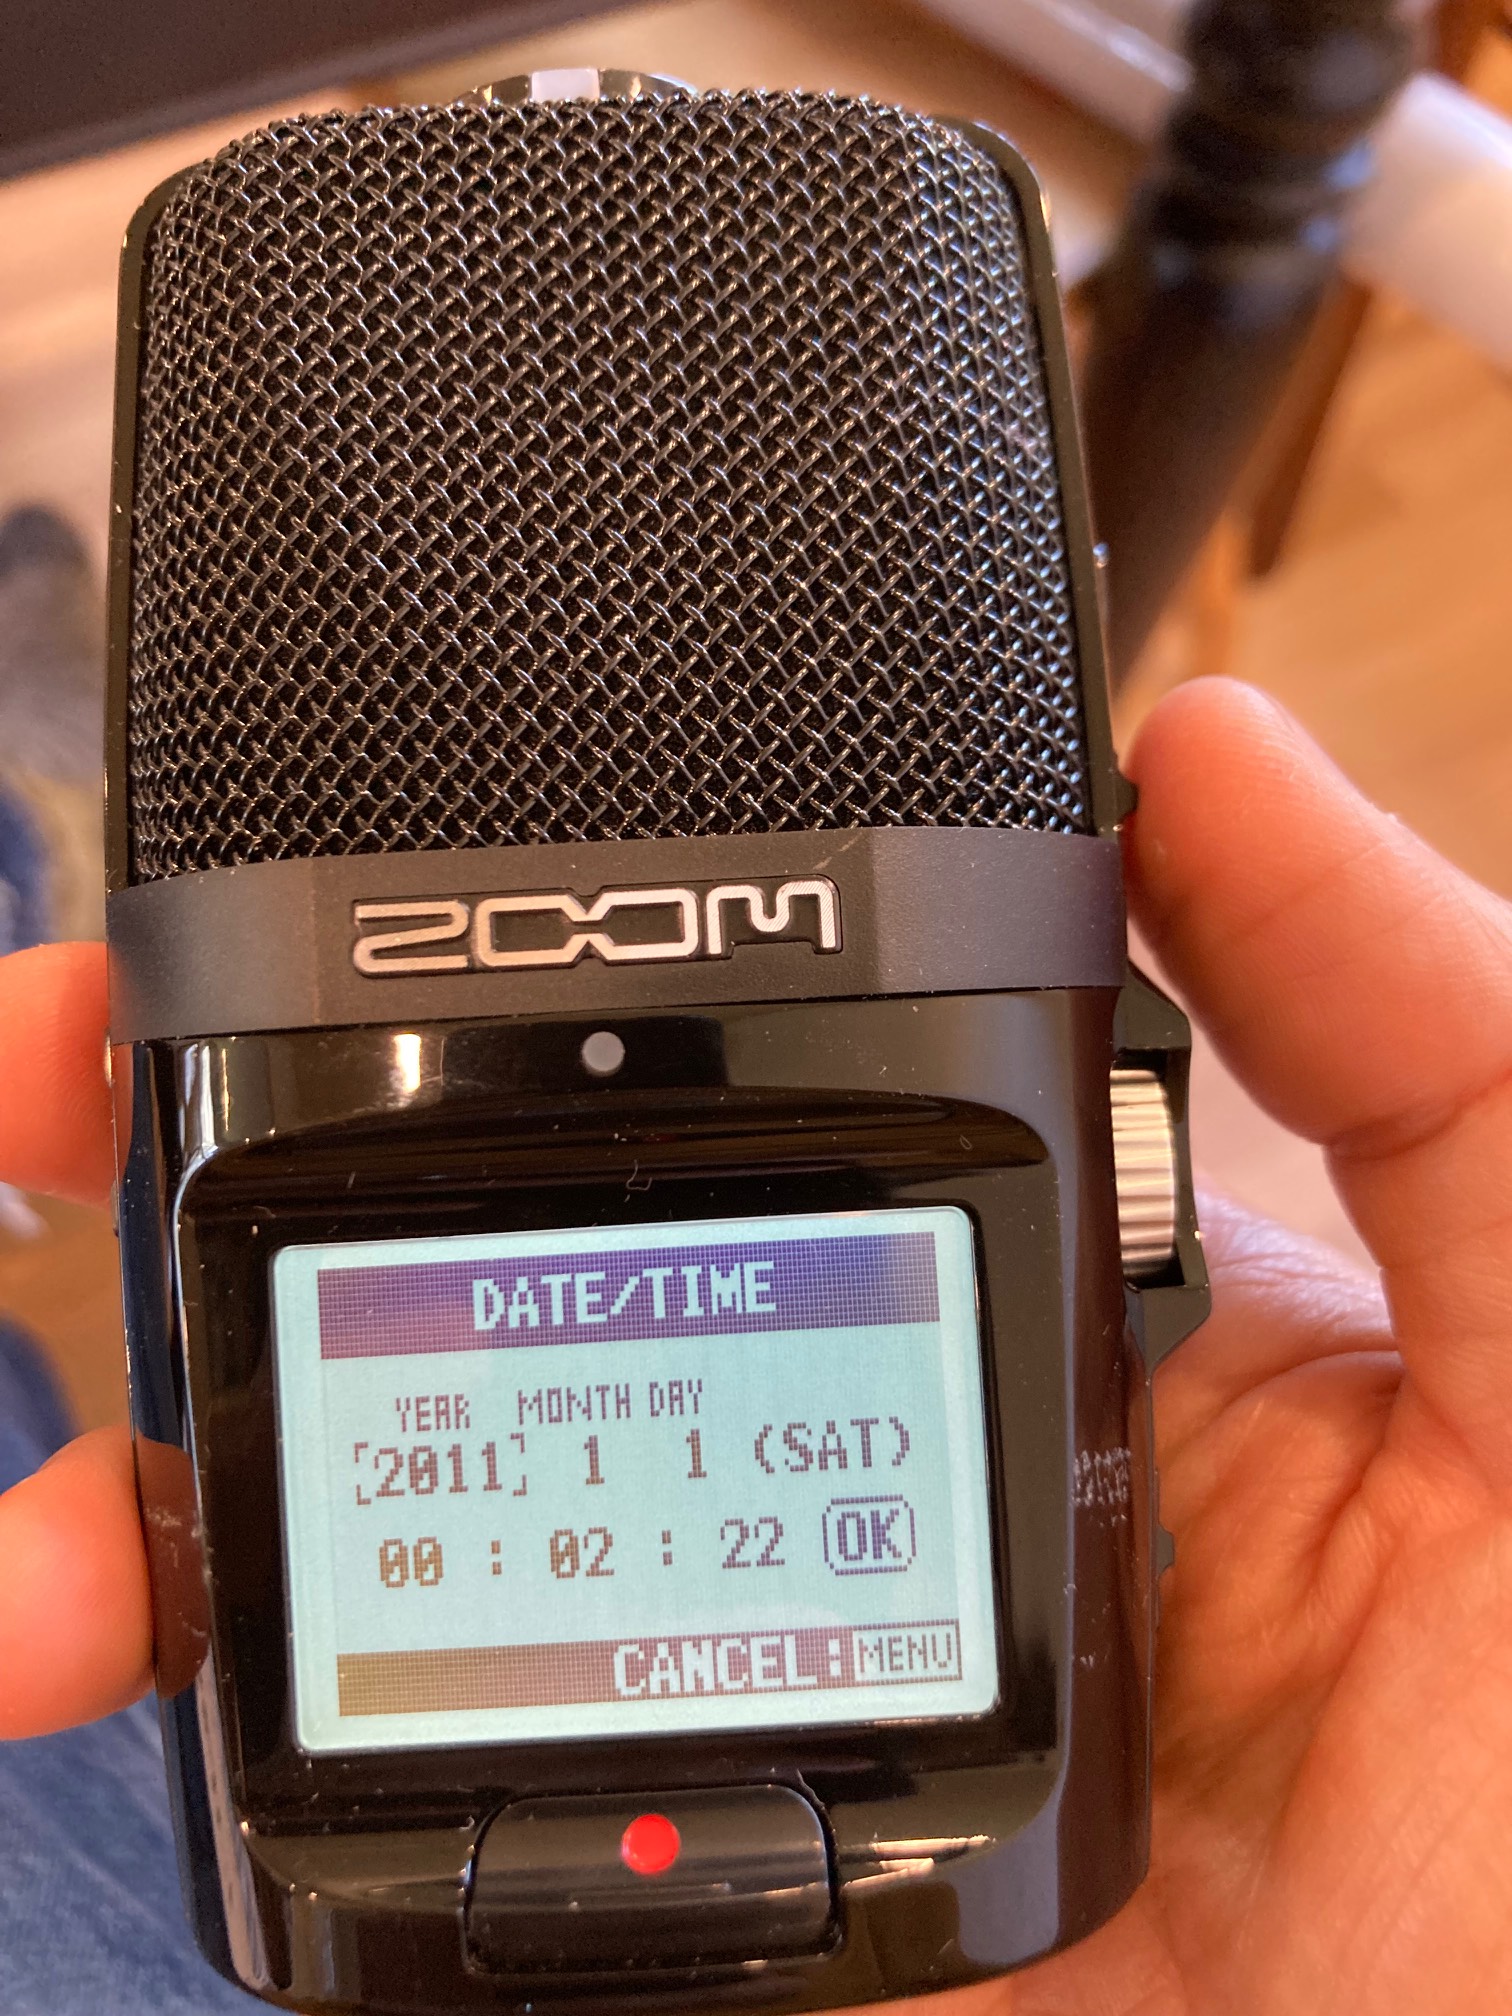 ZOOM
DATE/TIME
YEAR MONTH DAY
2011 1 1 (SAT)
00 : 02 : 22 OK
CANCEL:MENU